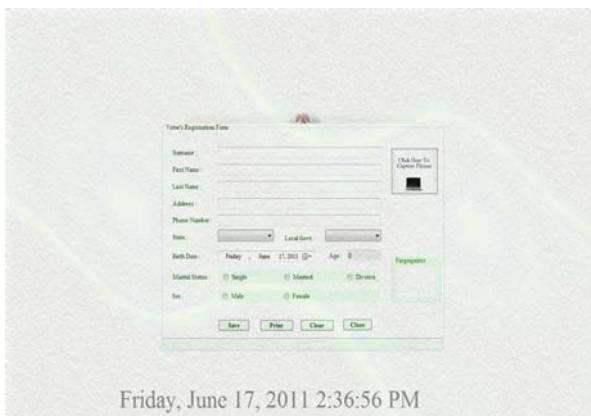 Voter's Registration Form
Surname :
Click Here To
Capture Picture
First Name :
Last Name :
Address :
Phone Number :
State : Local Govt. :
Birth Date : Friday , June 17, 2011 Age : 0
Fingerprints
Marital Status : Single Married Divorce
Sex : Male Female
Save Print Clear Close
Friday, June 17, 2011 2:36:56 PM